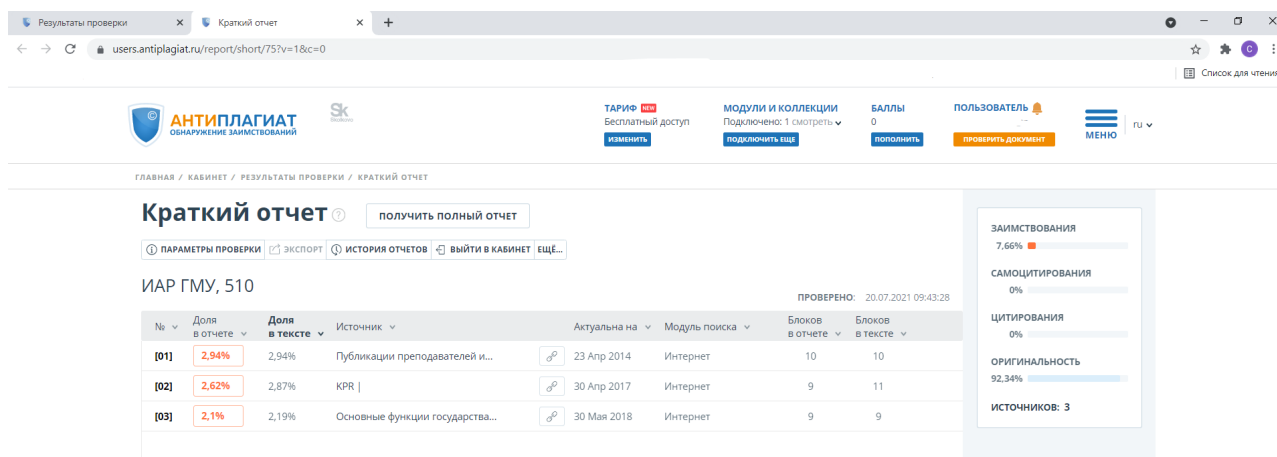 Результаты проверки
Краткий отчет
users.antiplagiat.ru/report/short/75?v=1&c=0
C
Список для чтения
АНТИПЛАГИАТ
ОБНАРУЖЕНИЕ ЗАИМСТВОВАНИЙ
Sk
ТАРИФ NEW
Бесплатный доступ
ИЗМЕНИТЬ
МОДУЛИ И КОЛЛЕКЦИИ
Подключено: 1 смотреть
ПОДКЛЮЧИТЬ ЕЩЕ
БАЛЛЫ
0
ПОПОЛНИТЬ
ПОЛЬЗОВАТЕЛЬ
ПРОВЕРИТЬ ДОКУМЕНТ
МЕНЮ
ru
ГЛАВНАЯ / КАБИНЕТ / РЕЗУЛЬТАТЫ ПРОВЕРКИ / КРАТКИЙ ОТЧЕТ
Краткий отчет ?
ПОЛУЧИТЬ ПОЛНЫЙ ОТЧЕТ
ПАРАМЕТРЫ ПРОВЕРКИ ЭКСПОРТ ИСТОРИЯ ОТЧЕТОВ ВЫЙТИ В КАБИНЕТ ЕЩЁ...
ИАР ГМУ, 510
ПРОВЕРЕНО: 20.07.2021 09:43:28
№ Доля в отчете Доля в тексте Источник Актуальна на Модуль поиска Блоков в отчете Блоков в тексте
[01] 2,94% 2,94% Публикации преподавателей и... 23 Апр 2014 Интернет 10 10
[02] 2,62% 2,87% KPR | 30 Апр 2017 Интернет 9 11
[03] 2,1% 2,19% Основные функции государства... 30 Мая 2018 Интернет 9 9
ЗАИМСТВОВАНИЯ
7,66%
САМОЦИТИРОВАНИЯ
0%
ЦИТИРОВАНИЯ
0%
ОРИГИНАЛЬНОСТЬ
92,34%
ИСТОЧНИКОВ: 3